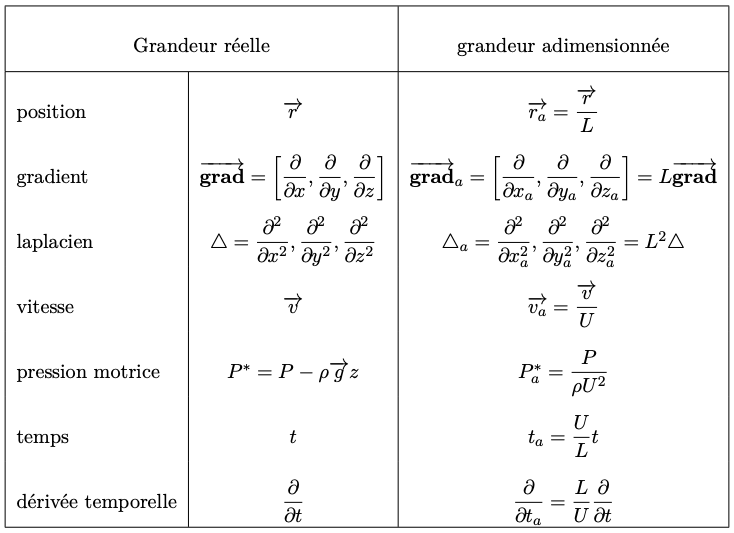 Grandeur réelle grandeur adimensionnée
position $\overrightarrow{r}$ $\overrightarrow{r_a} = \dfrac{\overrightarrow{r}}{L}$
gradient $\overrightarrow{\textbf{grad}} = \left[\dfrac{\partial}{\partial x}, \dfrac{\partial}{\partial y}, \dfrac{\partial}{\partial z}\right]$ $\overrightarrow{\textbf{grad}}_a = \left[\dfrac{\partial}{\partial x_a}, \dfrac{\partial}{\partial y_a}, \dfrac{\partial}{\partial z_a}\right] = L\overrightarrow{\textbf{grad}}$
laplacien $\triangle = \dfrac{\partial^2}{\partial x^2}, \dfrac{\partial^2}{\partial y^2}, \dfrac{\partial^2}{\partial z^2}$ $\triangle_a = \dfrac{\partial^2}{\partial x_a^2}, \dfrac{\partial^2}{\partial y_a^2}, \dfrac{\partial^2}{\partial z_a^2} = L^2\triangle$
vitesse $\overrightarrow{v}$ $\overrightarrow{v_a} = \dfrac{\overrightarrow{v}}{U}$
pression motrice $P^* = P - \rho\overrightarrow{g}z$ $P_a^* = \dfrac{P}{\rho U^2}$
temps $t$ $t_a = \dfrac{U}{L}t$
dérivée temporelle $\dfrac{\partial}{\partial t}$ $\dfrac{\partial}{\partial t_a} = \dfrac{L}{U}\dfrac{\partial}{\partial t}$